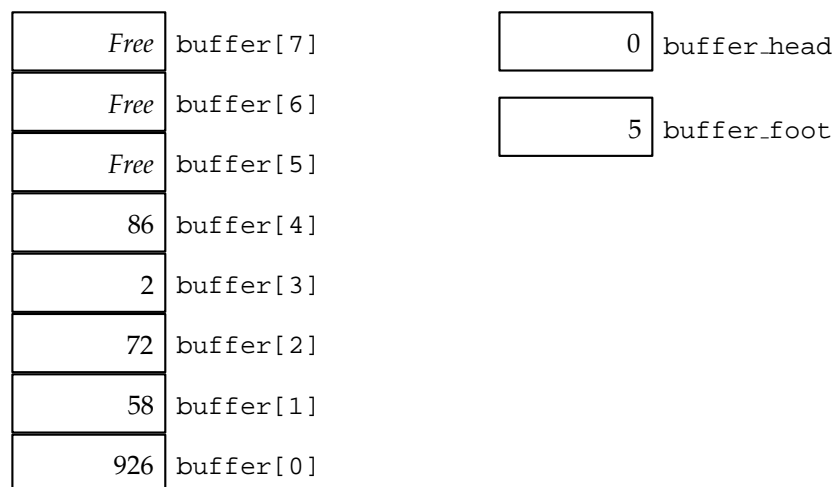 Free buffer[7]
Free buffer[6]
Free buffer[5]
86 buffer[4]
2 buffer[3]
72 buffer[2]
58 buffer[1]
926 buffer[0]
0 buffer_head
5 buffer_foot